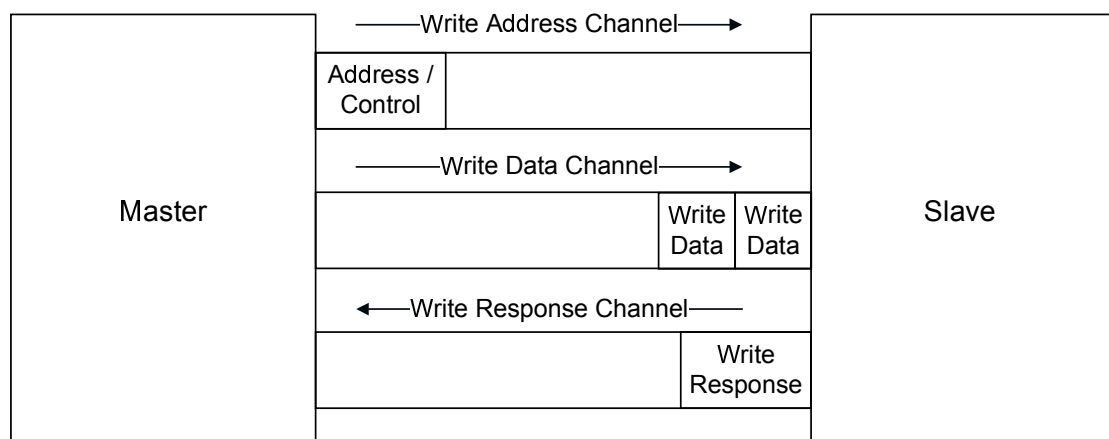 Write Address Channel
Address /
Control
Write Data Channel
Master
Write
Data
Write
Data
Slave
Write Response Channel
Write
Response